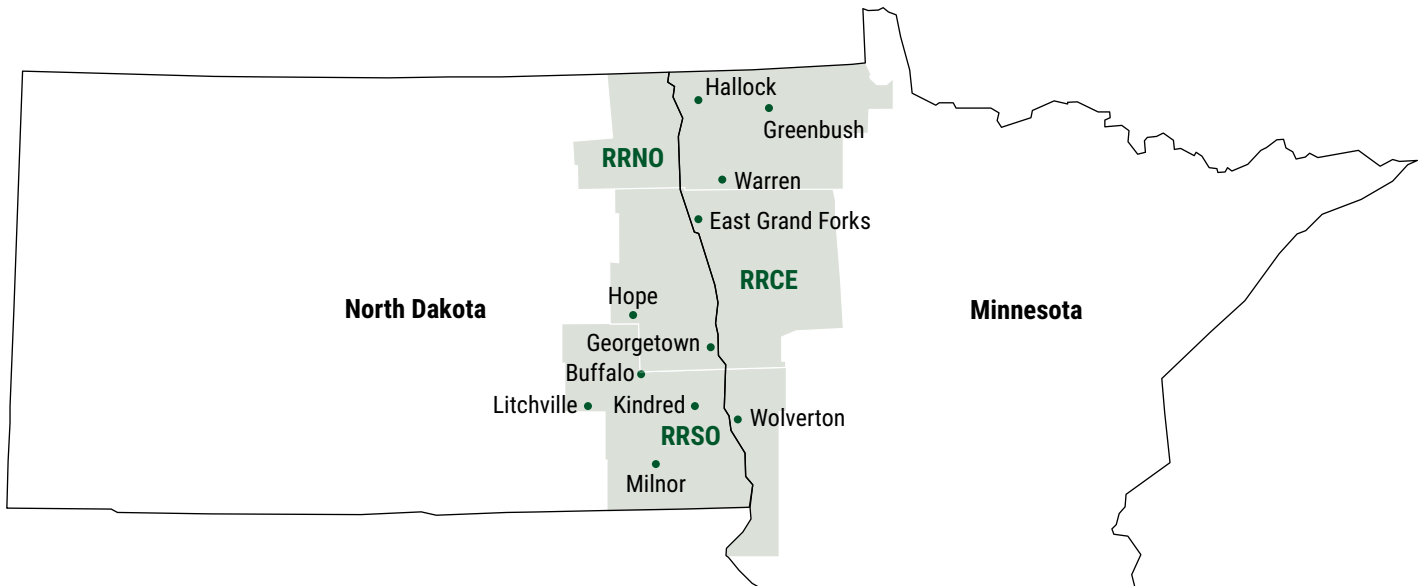 Hallock
Greenbush
RRNO
Warren
East Grand Forks
RRCE
Hope
North Dakota
Minnesota
Georgetown
Buffalo
Litchville
Kindred
Wolverton
RRSO
Milnor